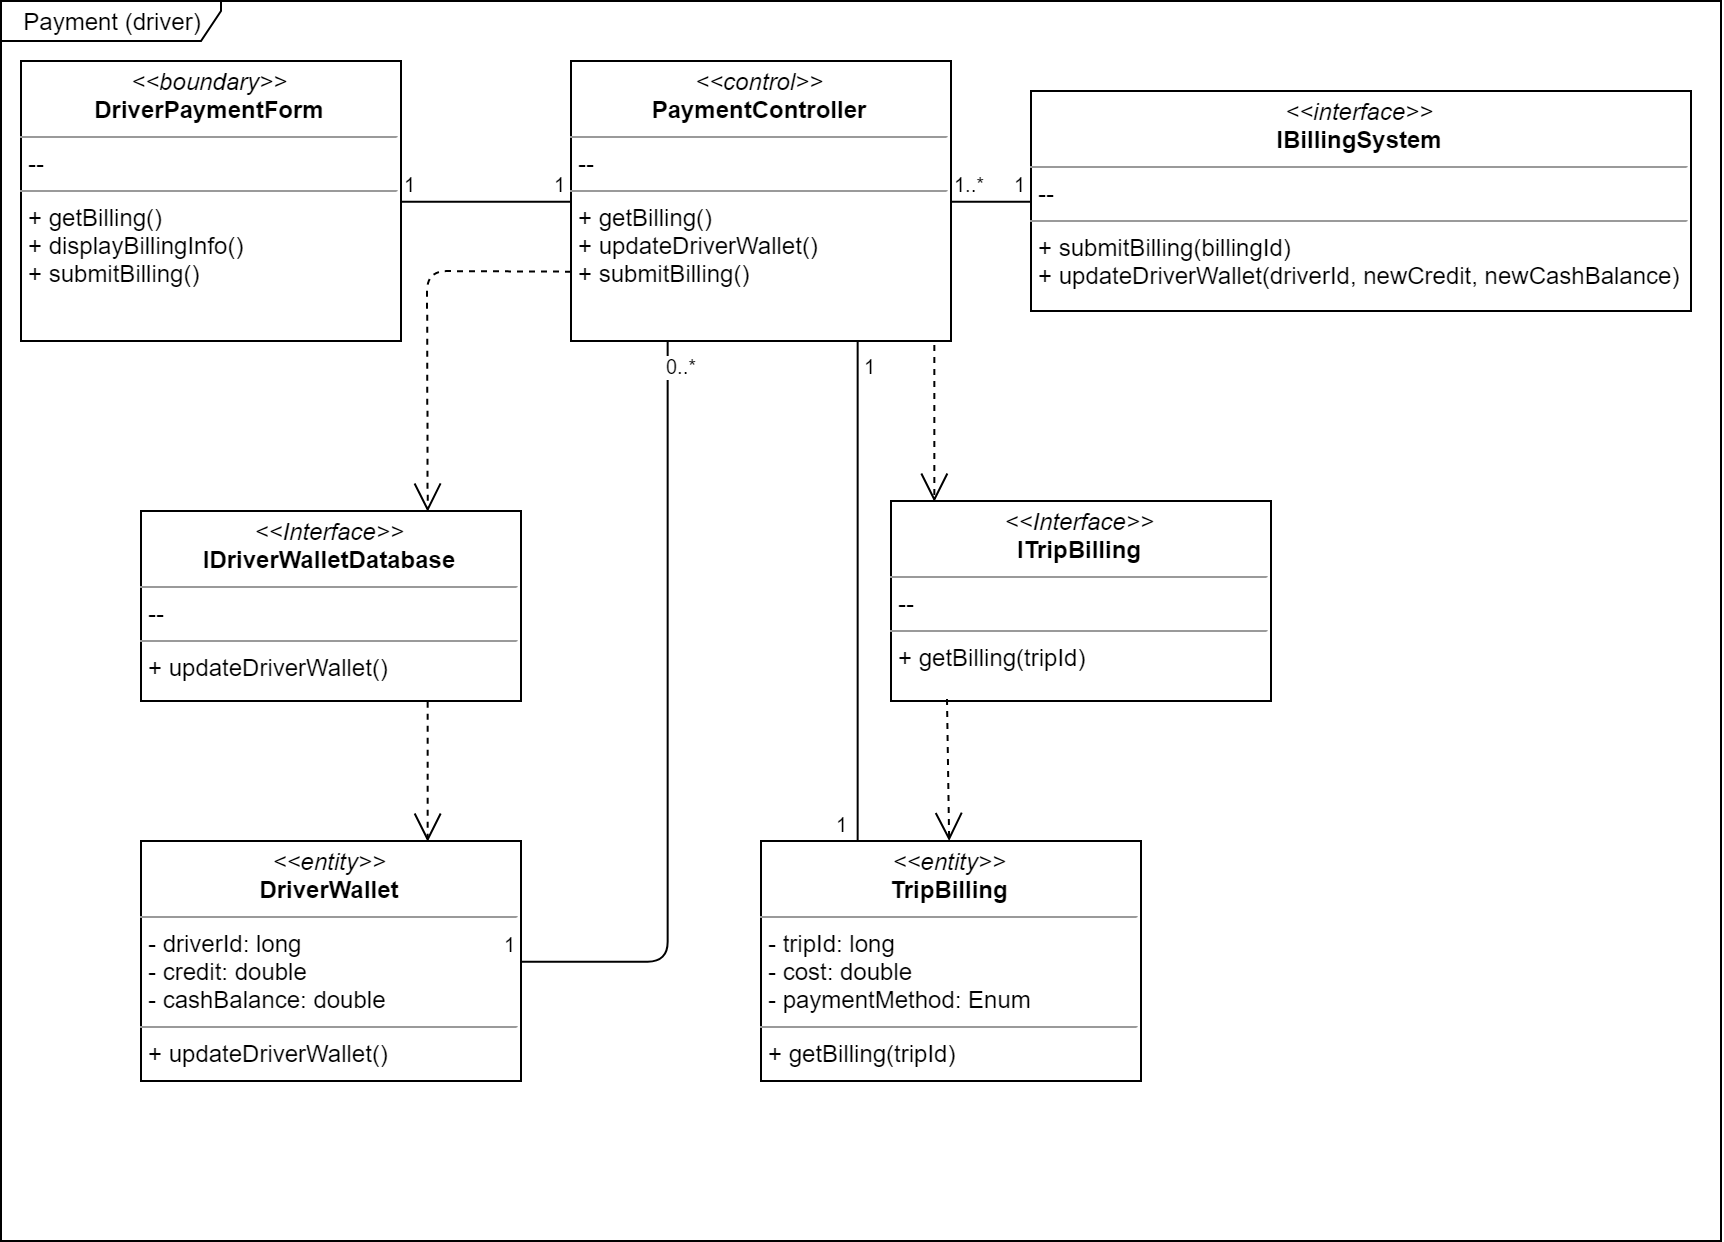 Payment (driver)
<<boundary>>
DriverPaymentForm
--
+ getBilling()
+ displayBillingInfo()
+ submitBilling()
1
1
<<control>>
PaymentController
--
+ getBilling()
+ updateDriverWallet()
+ submitBilling()
1..*
1
<<interface>>
IBillingSystem
--
+ submitBilling(billingId)
+ updateDriverWallet(driverId, newCredit, newCashBalance)
0..*
1
<<Interface>>
IDriverWalletDatabase
--
+ updateDriverWallet()
<<Interface>>
ITripBilling
--
+ getBilling(tripId)
1
<<entity>>
DriverWallet
- driverId: long
- credit: double
- cashBalance: double
+ updateDriverWallet()
1
<<entity>>
TripBilling
- tripId: long
- cost: double
- paymentMethod: Enum
+ getBilling(tripId)